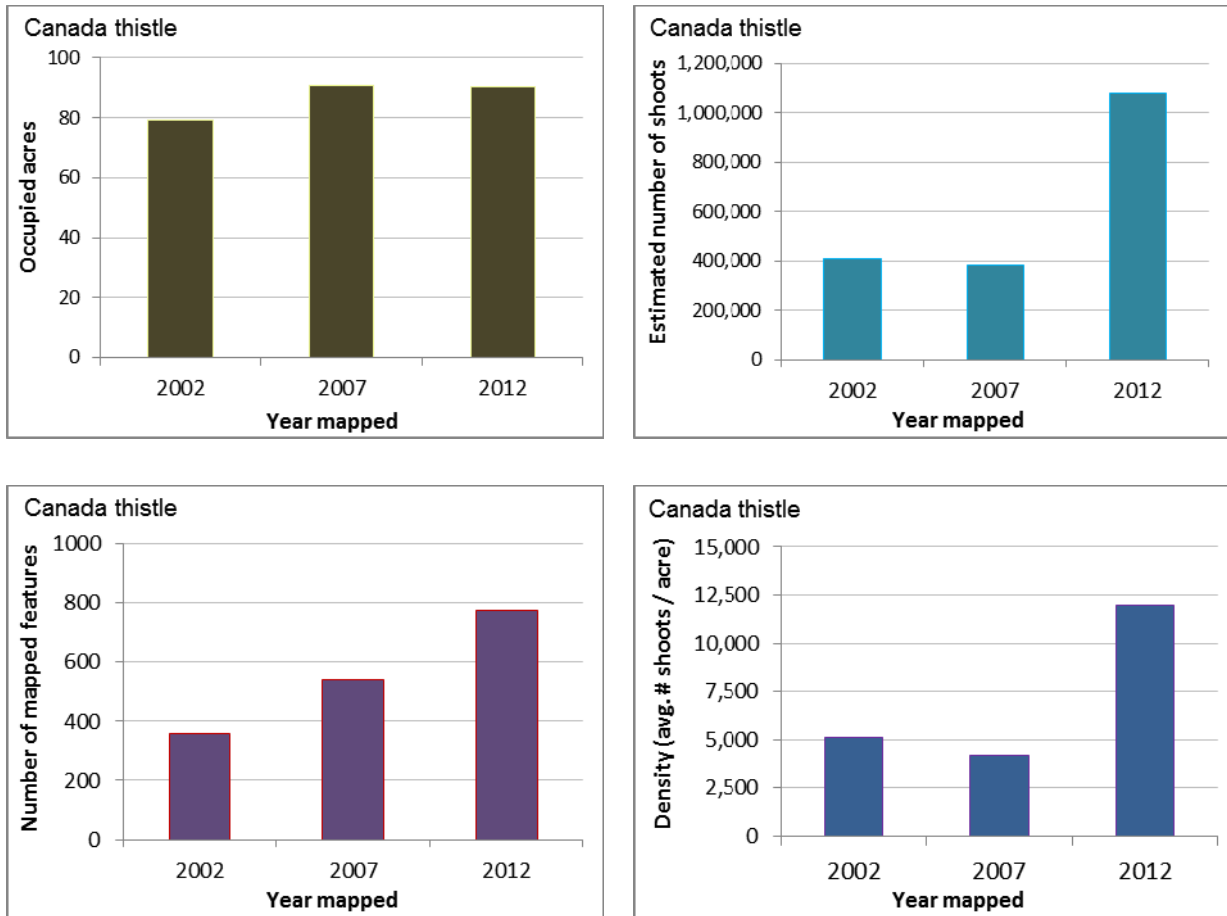 Canada thistle
Occupied acres
100
80
60
40
20
0
2002 2007 2012
Year mapped
Canada thistle
Estimated number of shoots
1,200,000
1,000,000
800,000
600,000
400,000
200,000
0
2002 2007 2012
Year mapped
Canada thistle
Number of mapped features
1000
800
600
400
200
0
2002 2007 2012
Year mapped
Canada thistle
Density (avg. # shoots / acre)
15,000
12,500
10,000
7,500
5,000
2,500
0
2002 2007 2012
Year mapped